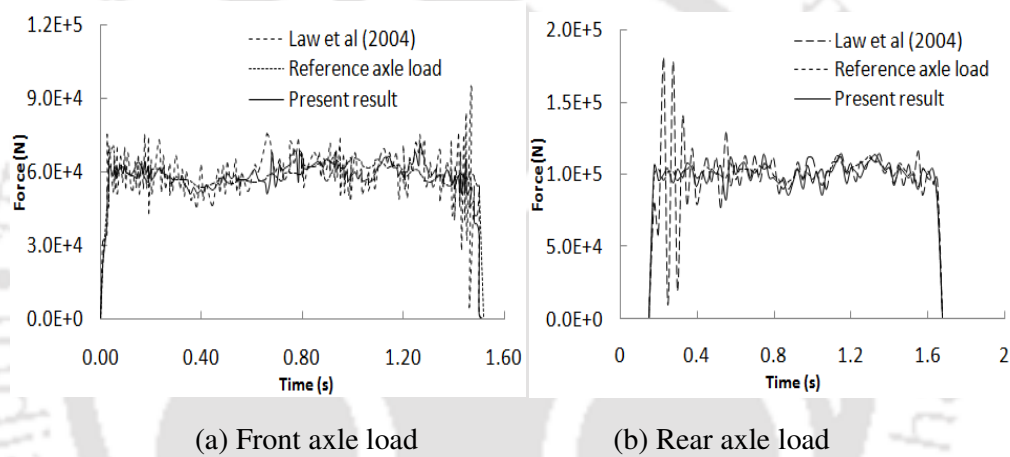 1.2E+5
9.0E+4
6.0E+4
3.0E+4
0.0E+0
Force (N)
Law et al (2004)
Reference axle load
Present result
0.00 0.40 0.80 1.20 1.60
Time (s)
2.0E+5
1.5E+5
1.0E+5
5.0E+4
0.0E+0
Force (N)
Law et al (2004)
Reference axle load
Present result
0 0.4 0.8 1.2 1.6 2
Time (s)
(a) Front axle load
(b) Rear axle load